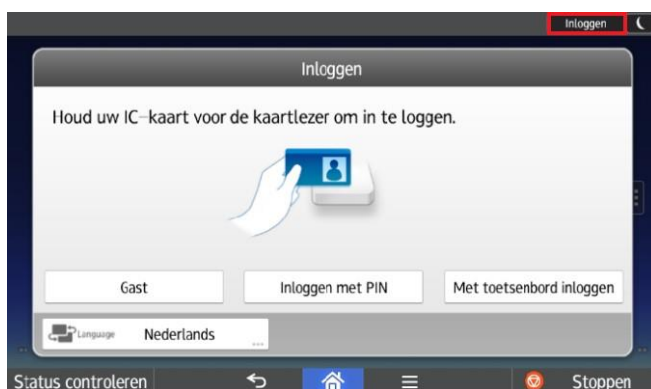 Inloggen
Inloggen
Houd uw IC-kaart voor de kaartlezer om in te loggen.
Gast
Inloggen met PIN
Met toetsenbord inloggen
Language Nederlands ...
Status controleren
Stoppen